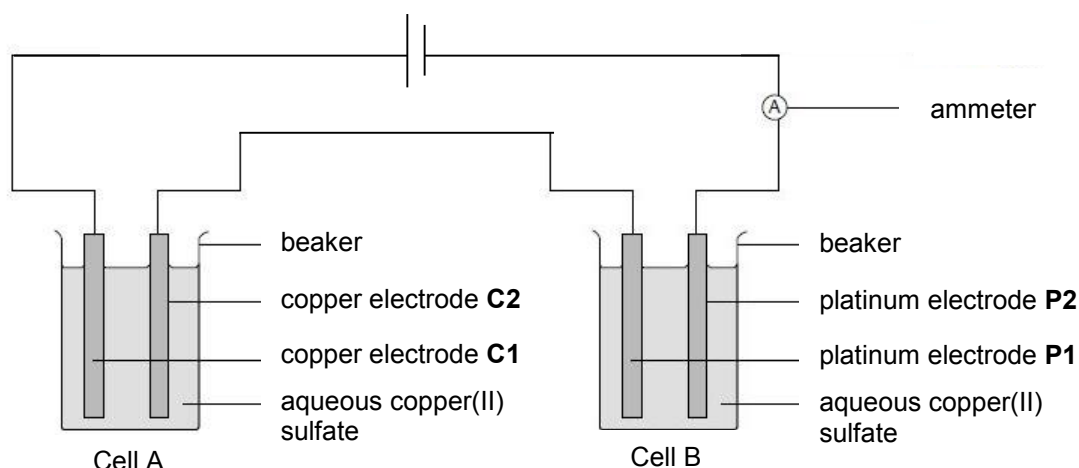 A
ammeter
beaker
copper electrode C2
copper electrode C1
aqueous copper(II)
sulfate
Cell A
beaker
platinum electrode P2
platinum electrode P1
aqueous copper(II)
sulfate
Cell B